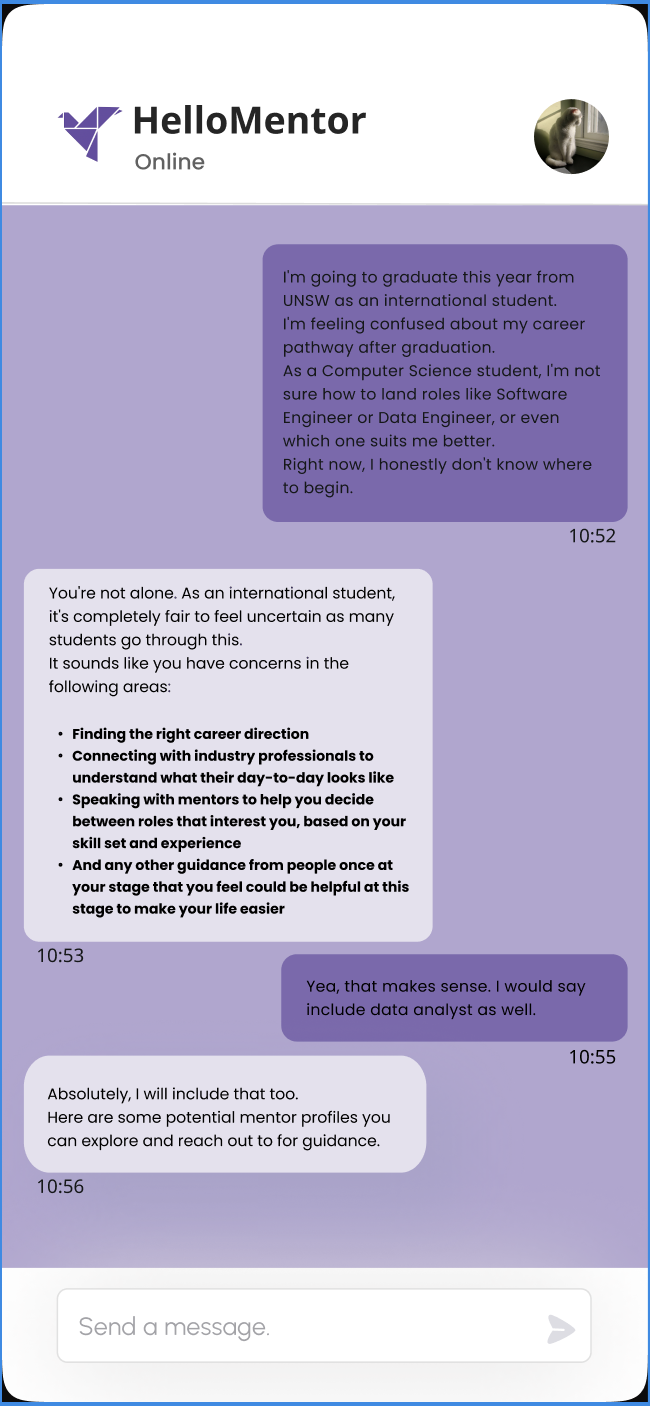 HelloMentor
Online
I'm going to graduate this year from
UNSW as an international student.
I'm feeling confused about my career
pathway after graduation.
As a Computer Science student, I'm not
sure how to land roles like Software
Engineer or Data Engineer, or even
which one suits me better.
Right now, I honestly don't know where
to begin.
10:52
You're not alone. As an international student,
it's completely fair to feel uncertain as many
students go through this.
It sounds like you have concerns in the
following areas:
• Finding the right career direction
• Connecting with industry professionals to
understand what their day-to-day looks like
• Speaking with mentors to help you decide
between roles that interest you, based on your
skill set and experience
• And any other guidance from people once at
your stage that you feel could be helpful at this
stage to make your life easier
10:53
Yea, that makes sense. I would say
include data analyst as well.
10:55
Absolutely, I will include that too.
Here are some potential mentor profiles you
can explore and reach out to for guidance.
10:56
Send a message.